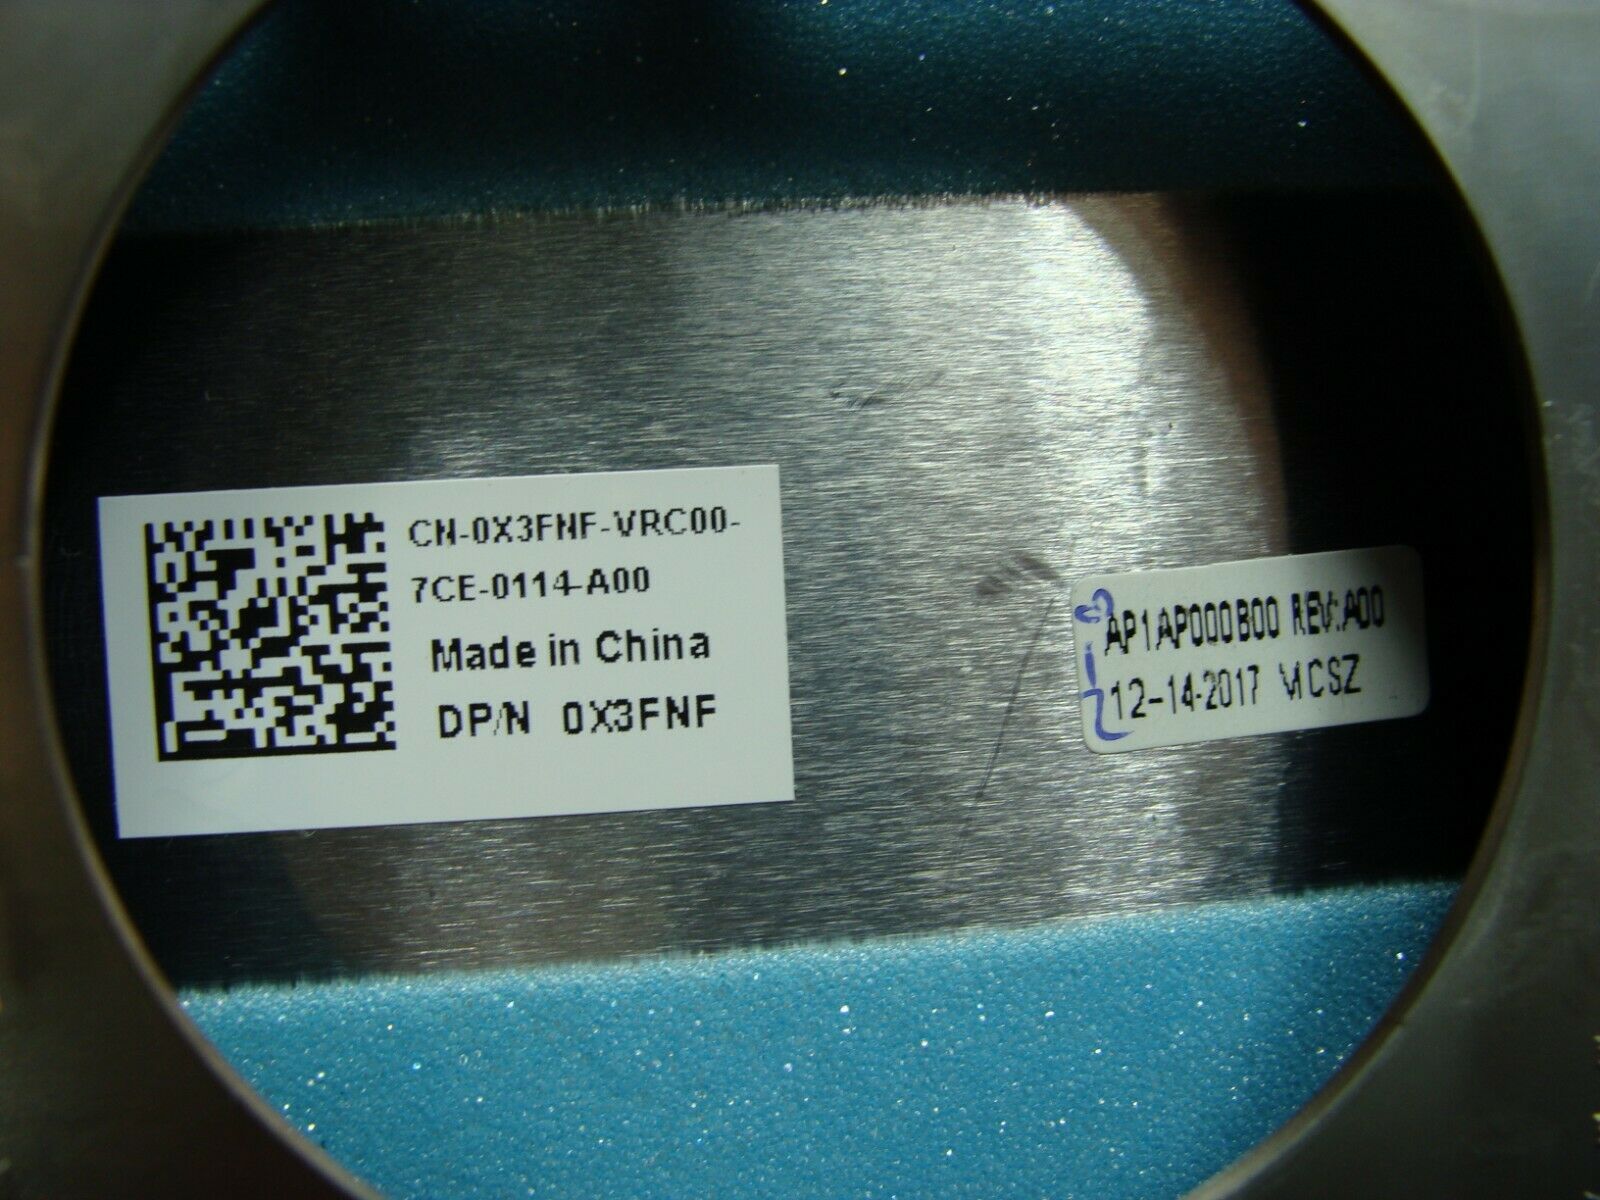 CN-0X3FNF-VRC00-
7CE-0114-A00
Made in China
DP/N 0X3FNF
AP1AP000B00 REV:A00
12-14-2017 VICSZ